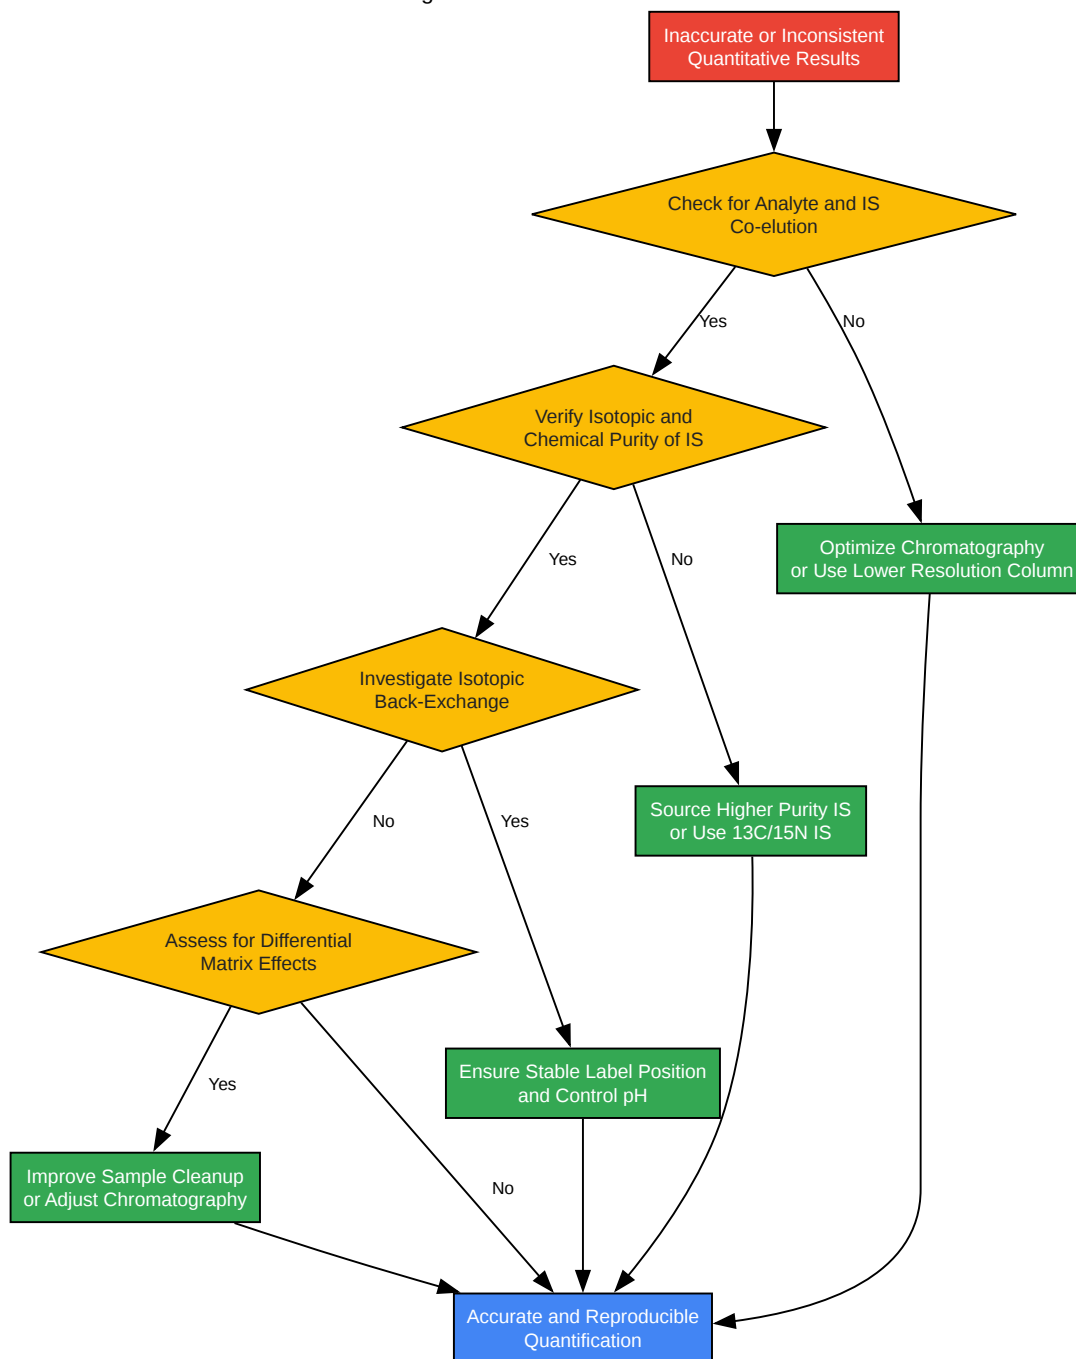 Inaccurate or Inconsistent
Quantitative Results
Check for Analyte and IS
Co-elution
Yes
No
Verify Isotopic and
Chemical Purity of IS
Yes
No
Optimize Chromatography
or Use Lower Resolution Column
Investigate Isotopic
Back-Exchange
No
Yes
Source Higher Purity IS
or Use 13C/15N IS
Assess for Differential
Matrix Effects
Yes
No
Ensure Stable Label Position
and Control pH
Improve Sample Cleanup
or Adjust Chromatography
Accurate and Reproducible
Quantification